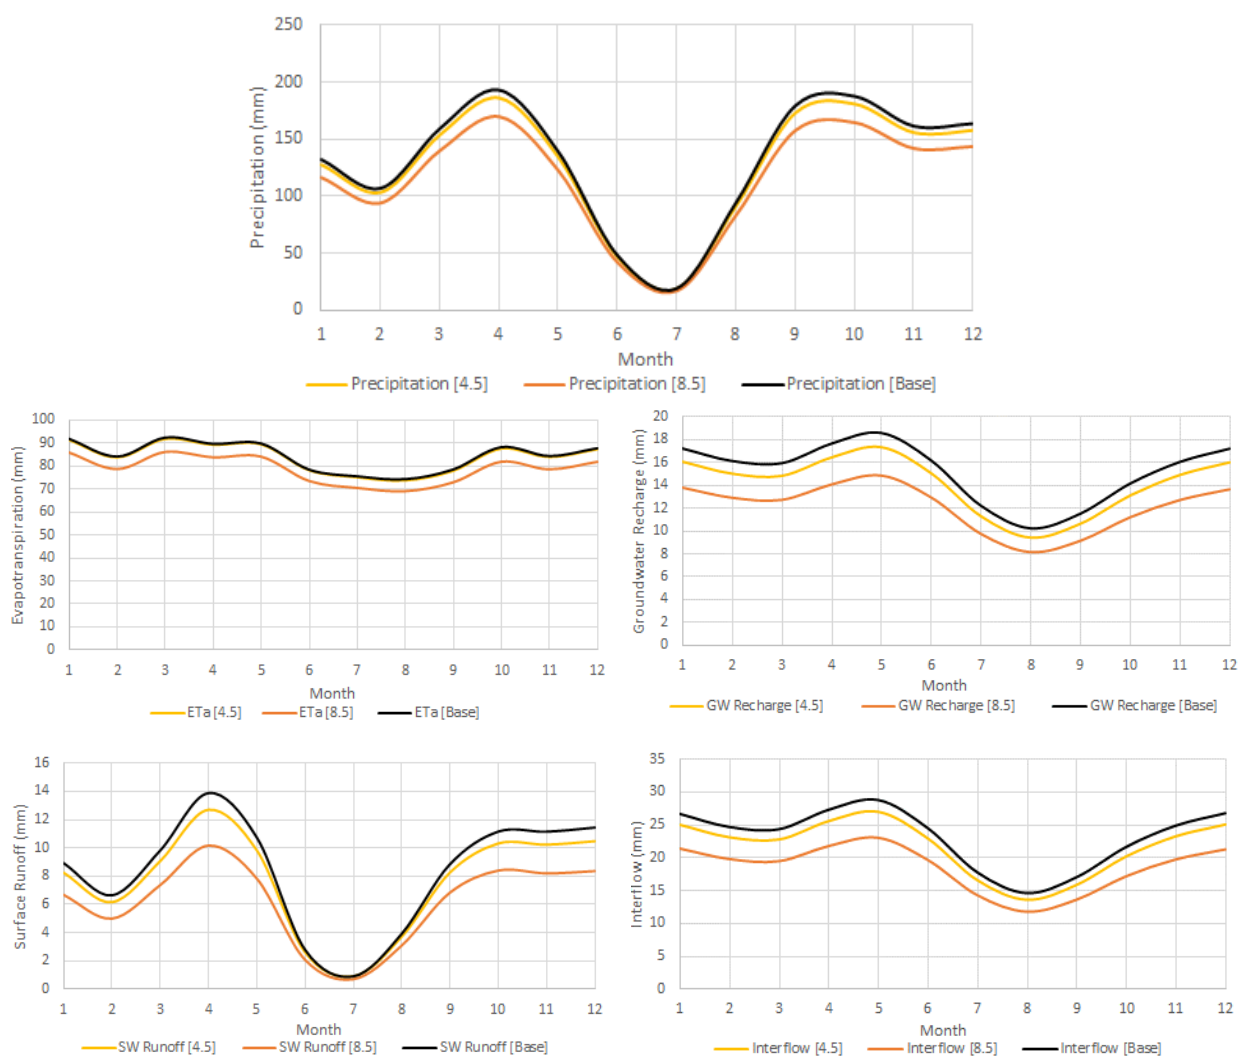 250
200
150
100
50
0
Precipitation (mm)
1 2 3 4 5 6 7 8 9 10 11 12
Month
Precipitation [4.5] Precipitation [8.5] Precipitation [Base]
100
90
80
70
60
50
40
30
20
10
0
Evapotranspiration (mm)
1 2 3 4 5 6 7 8 9 10 11 12
Month
ETa [4.5] ETa [8.5] ETa [Base]
20
18
16
14
12
10
8
6
4
2
0
Groundwater Recharge (mm)
1 2 3 4 5 6 7 8 9 10 11 12
Month
GW Recharge [4.5] GW Recharge [8.5] GW Recharge [Base]
16
14
12
10
8
6
4
2
0
Surface Runoff (mm)
1 2 3 4 5 6 7 8 9 10 11 12
Month
SW Runoff [4.5] SW Runoff [8.5] SW Runoff [Base]
35
30
25
20
15
10
5
0
Interflow (mm)
1 2 3 4 5 6 7 8 9 10 11 12
Month
Interflow [4.5] Interflow [8.5] Interflow [Base]